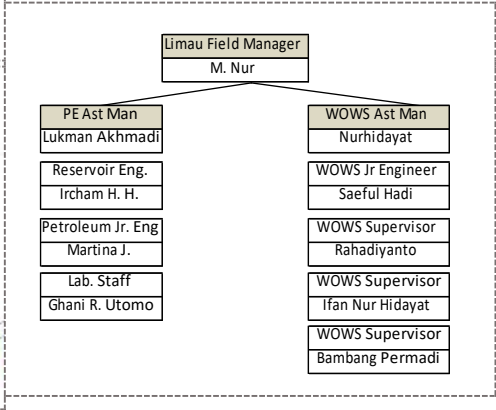 Limau Field Manager
M. Nur
PE Ast Man
Lukman Akhmadi
Reservoir Eng.
Ircham H. H.
Petroleum Jr. Eng
Martina J.
Lab. Staff
Ghani R. Utomo
WOWS Ast Man
Nurhidayat
WOWS Jr Engineer
Saeful Hadi
WOWS Supervisor
Rahadiyanto
WOWS Supervisor
Ifan Nur Hidayat
WOWS Supervisor
Bambang Permadi